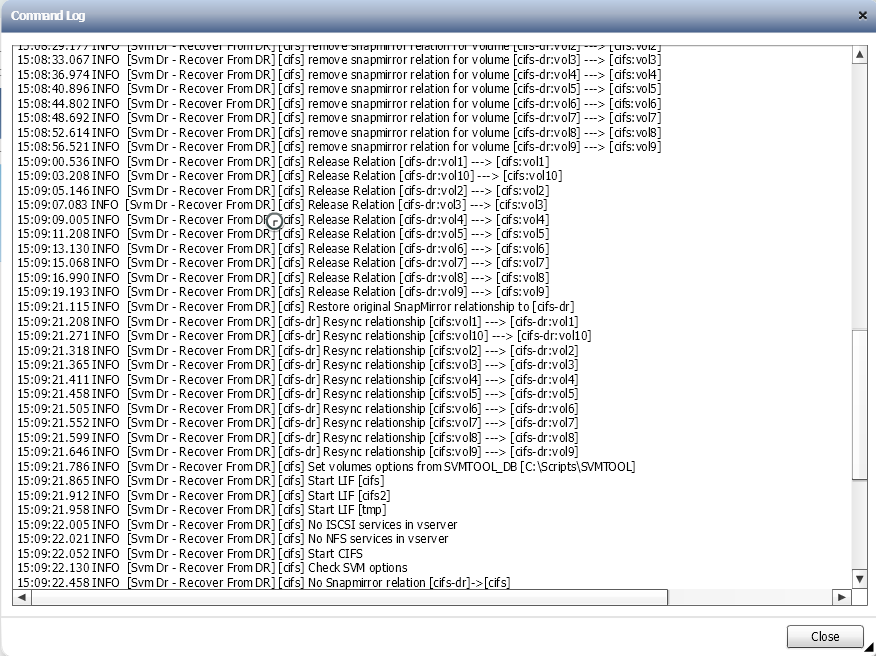 Command Log
15:08:29.177 INFO [Svm Dr - Recover From DR] [cifs] remove snapmirror relation for volume [cifs-dr:vol2] ---> [cifs:vol2]
15:08:33.067 INFO [Svm Dr - Recover From DR] [cifs] remove snapmirror relation for volume [cifs-dr:vol3] ---> [cifs:vol3]
15:08:36.974 INFO [Svm Dr - Recover From DR] [cifs] remove snapmirror relation for volume [cifs-dr:vol4] ---> [cifs:vol4]
15:08:40.896 INFO [Svm Dr - Recover From DR] [cifs] remove snapmirror relation for volume [cifs-dr:vol5] ---> [cifs:vol5]
15:08:44.802 INFO [Svm Dr - Recover From DR] [cifs] remove snapmirror relation for volume [cifs-dr:vol6] ---> [cifs:vol6]
15:08:48.692 INFO [Svm Dr - Recover From DR] [cifs] remove snapmirror relation for volume [cifs-dr:vol7] ---> [cifs:vol7]
15:08:52.614 INFO [Svm Dr - Recover From DR] [cifs] remove snapmirror relation for volume [cifs-dr:vol8] ---> [cifs:vol8]
15:08:56.521 INFO [Svm Dr - Recover From DR] [cifs] remove snapmirror relation for volume [cifs-dr:vol9] ---> [cifs:vol9]
15:09:00.536 INFO [Svm Dr - Recover From DR] [cifs] Release Relation [cifs-dr:vol1] ---> [cifs:vol1]
15:09:03.208 INFO [Svm Dr - Recover From DR] [cifs] Release Relation [cifs-dr:vol10] ---> [cifs:vol10]
15:09:05.146 INFO [Svm Dr - Recover From DR] [cifs] Release Relation [cifs-dr:vol2] ---> [cifs:vol2]
15:09:07.083 INFO [Svm Dr - Recover From DR] [cifs] Release Relation [cifs-dr:vol3] ---> [cifs:vol3]
15:09:09.005 INFO [Svm Dr - Recover From DR] [cifs] Release Relation [cifs-dr:vol4] ---> [cifs:vol4]
15:09:11.208 INFO [Svm Dr - Recover From DR] [cifs] Release Relation [cifs-dr:vol5] ---> [cifs:vol5]
15:09:13.130 INFO [Svm Dr - Recover From DR] [cifs] Release Relation [cifs-dr:vol6] ---> [cifs:vol6]
15:09:15.068 INFO [Svm Dr - Recover From DR] [cifs] Release Relation [cifs-dr:vol7] ---> [cifs:vol7]
15:09:16.990 INFO [Svm Dr - Recover From DR] [cifs] Release Relation [cifs-dr:vol8] ---> [cifs:vol8]
15:09:19.193 INFO [Svm Dr - Recover From DR] [cifs] Release Relation [cifs-dr:vol9] ---> [cifs:vol9]
15:09:21.115 INFO [Svm Dr - Recover From DR] [cifs] Restore original SnapMirror relationship to [cifs-dr]
15:09:21.208 INFO [Svm Dr - Recover From DR] [cifs-dr] Resync relationship [cifs:vol1] ---> [cifs-dr:vol1]
15:09:21.271 INFO [Svm Dr - Recover From DR] [cifs-dr] Resync relationship [cifs:vol10] ---> [cifs-dr:vol10]
15:09:21.318 INFO [Svm Dr - Recover From DR] [cifs-dr] Resync relationship [cifs:vol2] ---> [cifs-dr:vol2]
15:09:21.365 INFO [Svm Dr - Recover From DR] [cifs-dr] Resync relationship [cifs:vol3] ---> [cifs-dr:vol3]
15:09:21.411 INFO [Svm Dr - Recover From DR] [cifs-dr] Resync relationship [cifs:vol4] ---> [cifs-dr:vol4]
15:09:21.458 INFO [Svm Dr - Recover From DR] [cifs-dr] Resync relationship [cifs:vol5] ---> [cifs-dr:vol5]
15:09:21.505 INFO [Svm Dr - Recover From DR] [cifs-dr] Resync relationship [cifs:vol6] ---> [cifs-dr:vol6]
15:09:21.552 INFO [Svm Dr - Recover From DR] [cifs-dr] Resync relationship [cifs:vol7] ---> [cifs-dr:vol7]
15:09:21.599 INFO [Svm Dr - Recover From DR] [cifs-dr] Resync relationship [cifs:vol8] ---> [cifs-dr:vol8]
15:09:21.646 INFO [Svm Dr - Recover From DR] [cifs-dr] Resync relationship [cifs:vol9] ---> [cifs-dr:vol9]
15:09:21.786 INFO [Svm Dr - Recover From DR] [cifs] Set volumes options from SVMTOOL_DB [C:\Scripts\SVMTOOL]
15:09:21.865 INFO [Svm Dr - Recover From DR] [cifs] Start LIF [cifs]
15:09:21.912 INFO [Svm Dr - Recover From DR] [cifs] Start LIF [cifs2]
15:09:21.958 INFO [Svm Dr - Recover From DR] [cifs] Start LIF [tmp]
15:09:22.005 INFO [Svm Dr - Recover From DR] [cifs] No ISCSI services in vserver
15:09:22.021 INFO [Svm Dr - Recover From DR] [cifs] No NFS services in vserver
15:09:22.052 INFO [Svm Dr - Recover From DR] [cifs] Start CIFS
15:09:22.130 INFO [Svm Dr - Recover From DR] [cifs] Check SVM options
15:09:22.458 INFO [Svm Dr - Recover From DR] [cifs] No Snapmirror relation [cifs-dr]->[cifs]
Close